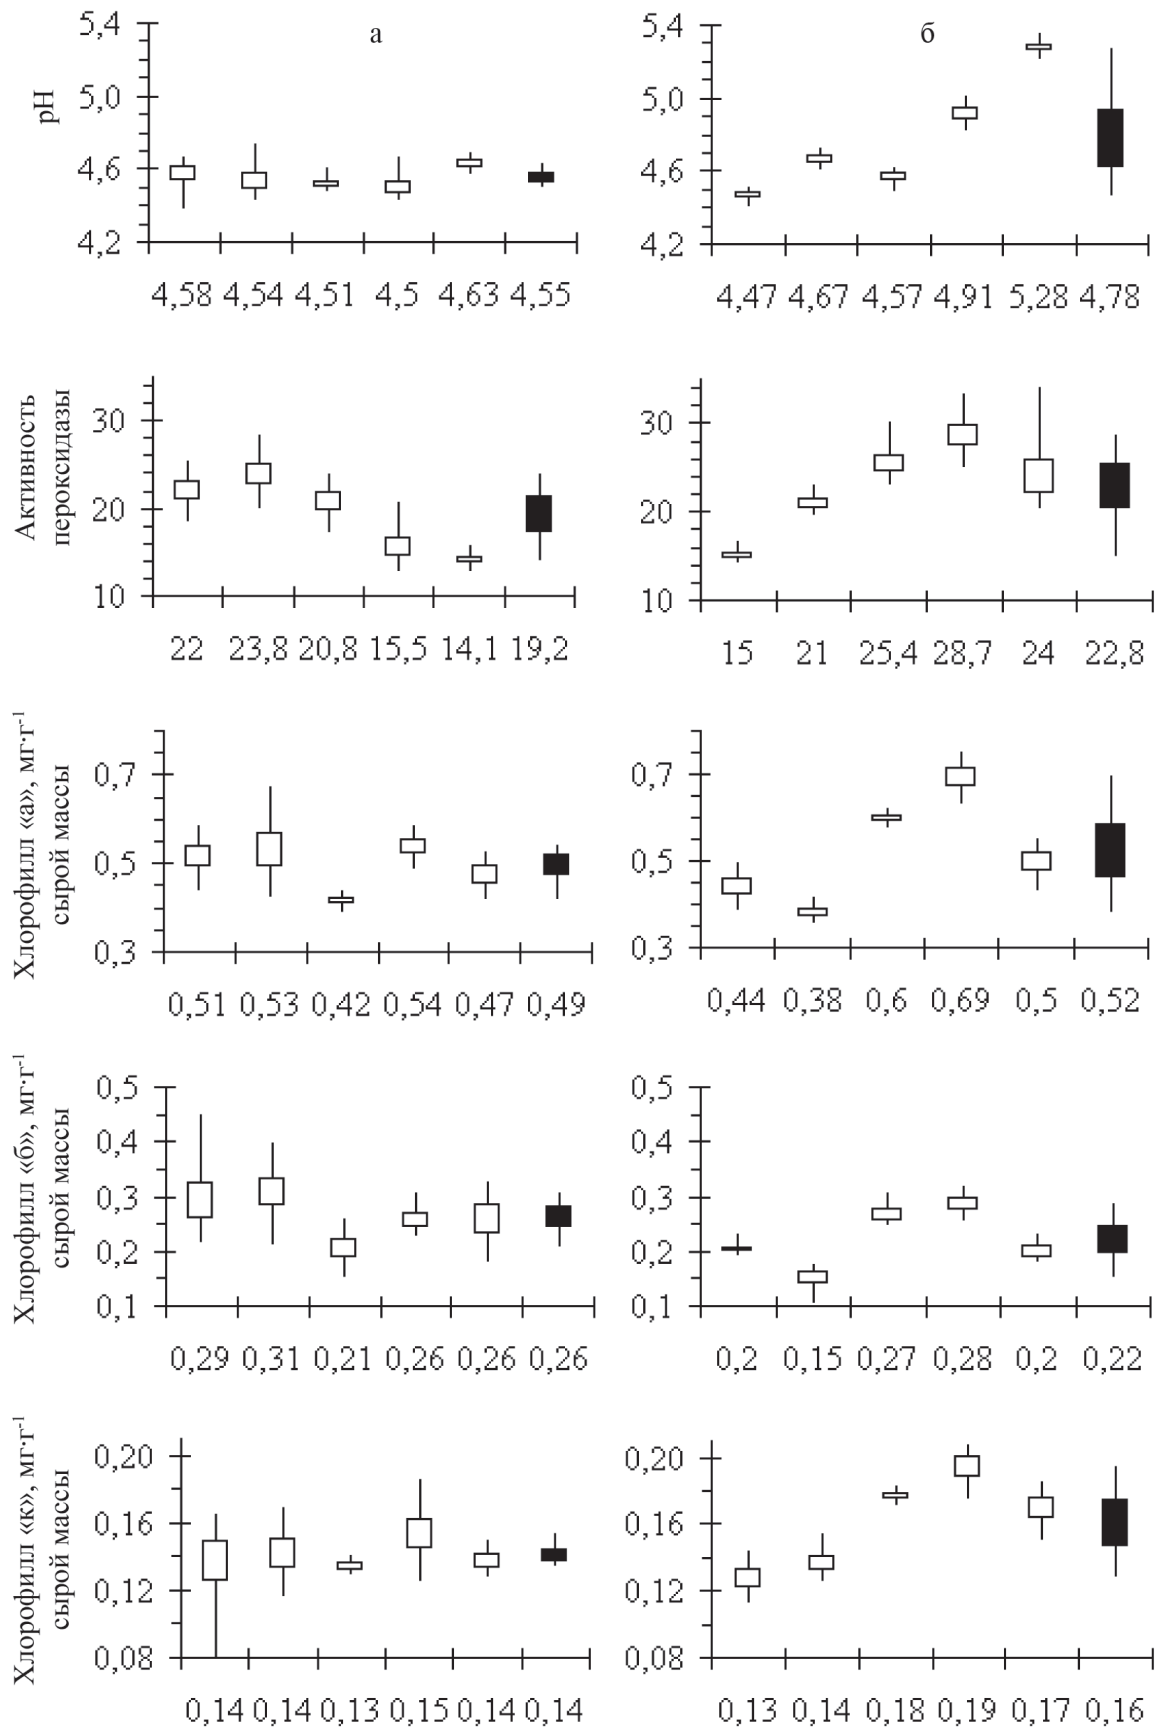 а
б
pH
5,4
5,0
4,6
4,2
4,58 4,54 4,51 4,5 4,63 4,55
5,4
5,0
4,6
4,2
4,47 4,67 4,57 4,91 5,28 4,78
Активность
пероксидазы
30
20
10
22 23,8 20,8 15,5 14,1 19,2
30
20
10
15 21 25,4 28,7 24 22,8
Хлорофилл «а», мг·г⁻¹
сырой массы
0,7
0,5
0,3
0,51 0,53 0,42 0,54 0,47 0,49
0,7
0,5
0,3
0,44 0,38 0,6 0,69 0,5 0,52
Хлорофилл «б», мг·г⁻¹
сырой массы
0,5
0,4
0,3
0,2
0,1
0,29 0,31 0,21 0,26 0,26 0,26
0,5
0,4
0,3
0,2
0,1
0,2 0,15 0,27 0,28 0,2 0,22
Хлорофилл «к», мг·г⁻¹
сырой массы
0,20
0,16
0,12
0,08
0,14 0,14 0,13 0,15 0,14 0,14
0,20
0,16
0,12
0,08
0,13 0,14 0,18 0,19 0,17 0,16